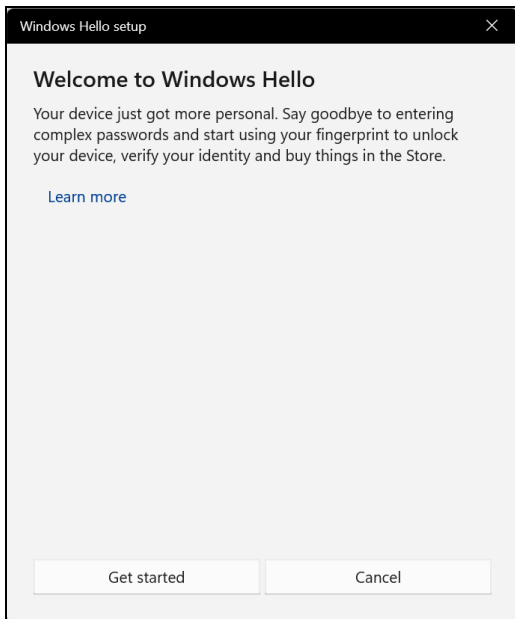 Windows Hello setup
Welcome to Windows Hello
Your device just got more personal. Say goodbye to entering
complex passwords and start using your fingerprint to unlock
your device, verify your identity and buy things in the Store.
Learn more
Get started
Cancel